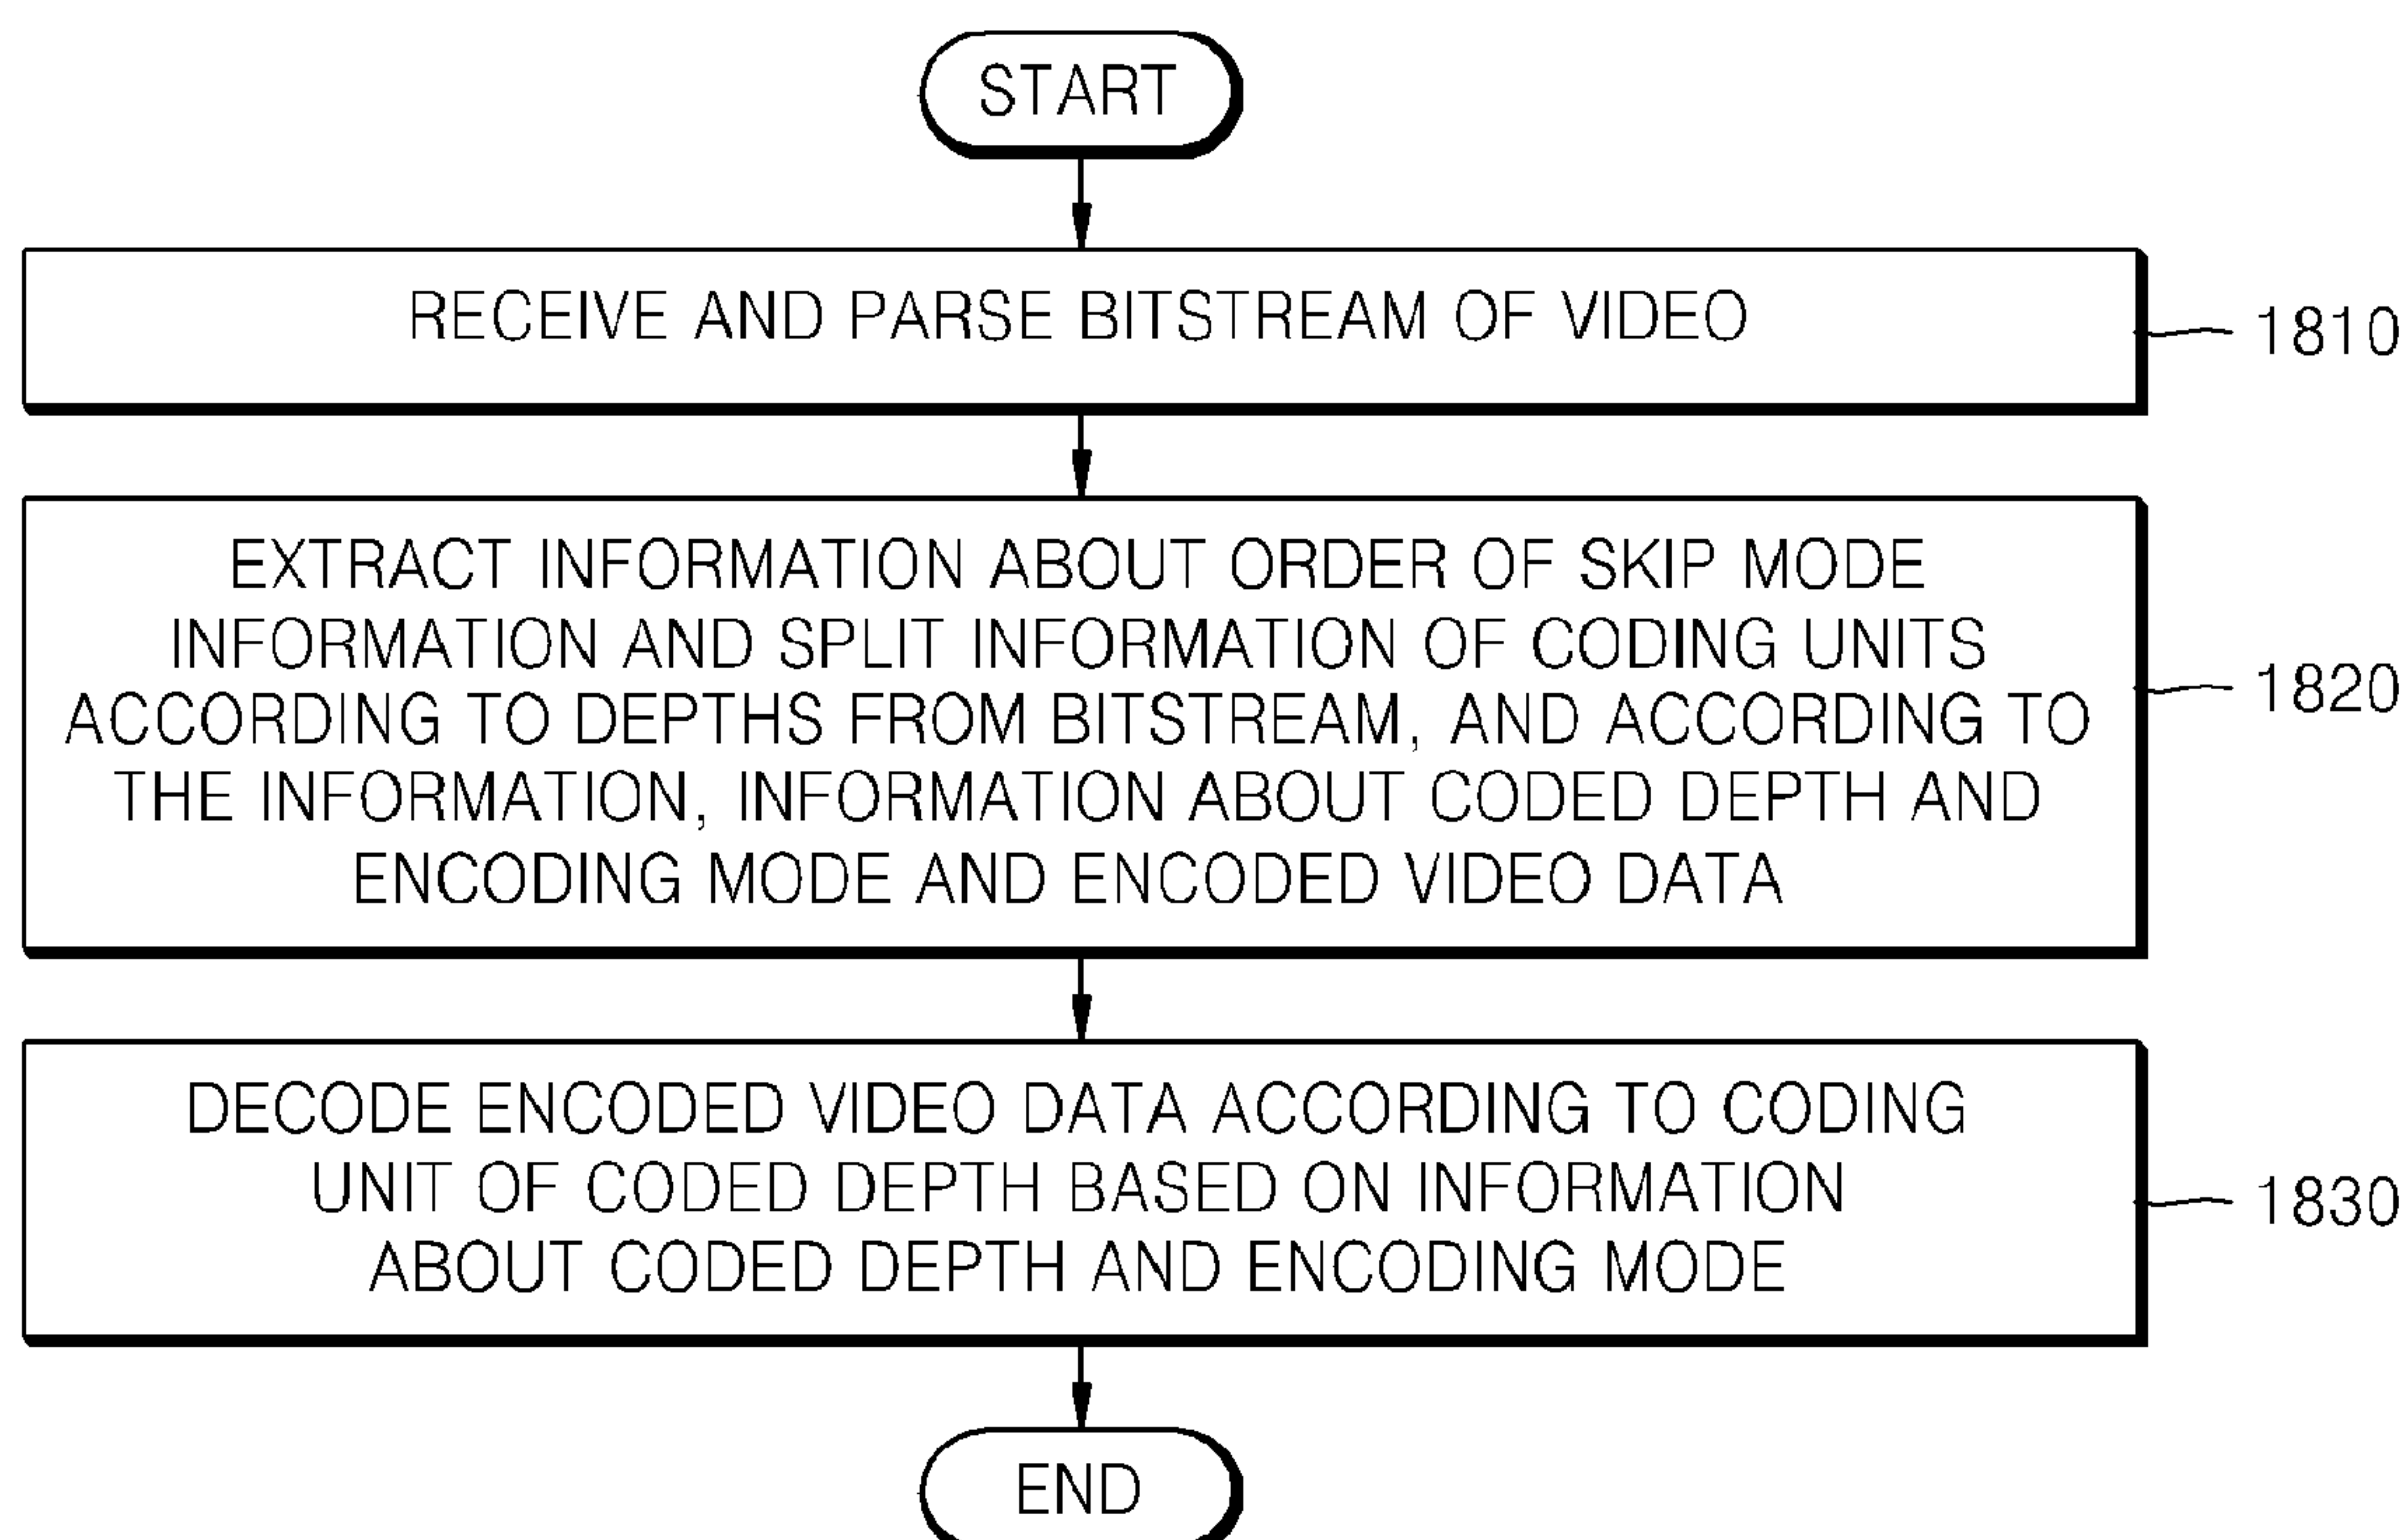 START
RECEIVE AND PARSE BITSTREAM OF VIDEO
1810
EXTRACT INFORMATION ABOUT ORDER OF SKIP MODE
INFORMATION AND SPLIT INFORMATION OF CODING UNITS
ACCORDING TO DEPTHS FROM BITSTREAM, AND ACCORDING TO
THE INFORMATION, INFORMATION ABOUT CODED DEPTH AND
ENCODING MODE AND ENCODED VIDEO DATA
1820
DECODE ENCODED VIDEO DATA ACCORDING TO CODING
UNIT OF CODED DEPTH BASED ON INFORMATION
ABOUT CODED DEPTH AND ENCODING MODE
1830
END